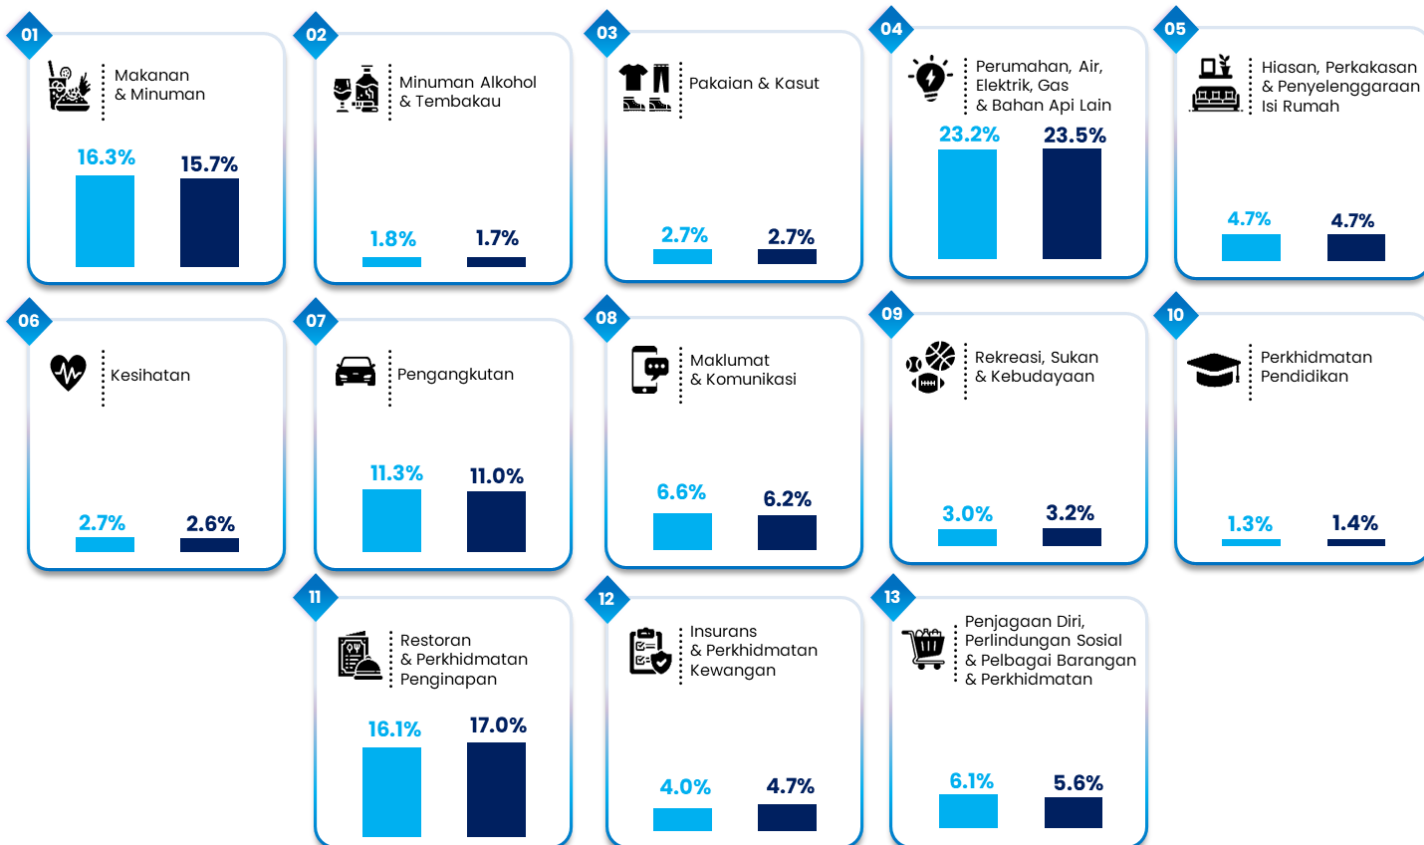 01
Makanan
& Minuman
16.3%
15.7%
02
Minuman Alkohol
& Tembakau
1.8%
1.7%
03
Pakaian & Kasut
2.7%
2.7%
04
Perumahan, Air,
Elektrik, Gas
& Bahan Api Lain
23.2%
23.5%
05
Hiasan, Perkakasan
& Penyelenggaraan
Isi Rumah
4.7%
4.7%
06
Kesihatan
2.7%
2.6%
07
Pengangkutan
11.3%
11.0%
08
Maklumat
& Komunikasi
6.6%
6.2%
09
Rekreasi, Sukan
& Kebudayaan
3.0%
3.2%
10
Perkhidmatan
Pendidikan
1.3%
1.4%
11
Restoran
& Perkhidmatan
Penginapan
16.1%
17.0%
12
Insurans
& Perkhidmatan
Kewangan
4.0%
4.7%
13
Penjagaan Diri,
Perlindungan Sosial
& Pelbagai Barangan
& Perkhidmatan
6.1%
5.6%